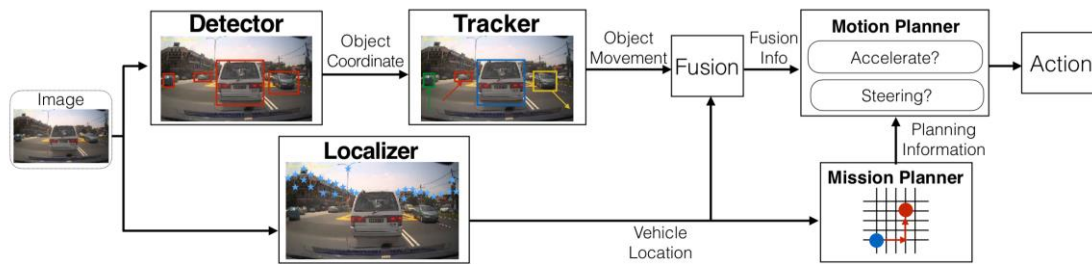 Detector
Object
Coordinate
Tracker
Object
Movement
Fusion
Fusion
Info
Motion Planner
Accelerate?
Steering?
Action
Image
Localizer
Vehicle
Location
Planning
Information
Mission Planner